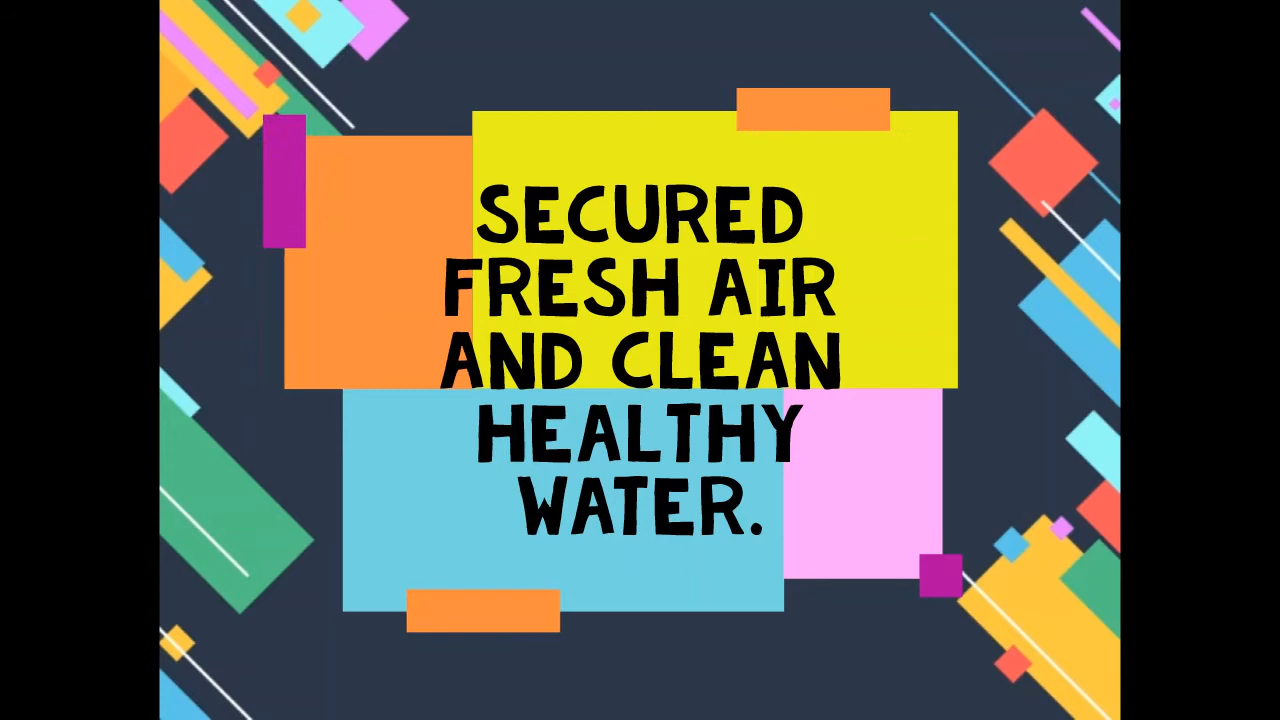 SECURED
FRESH AIR
AND CLEAN
HEALTHY
WATER.